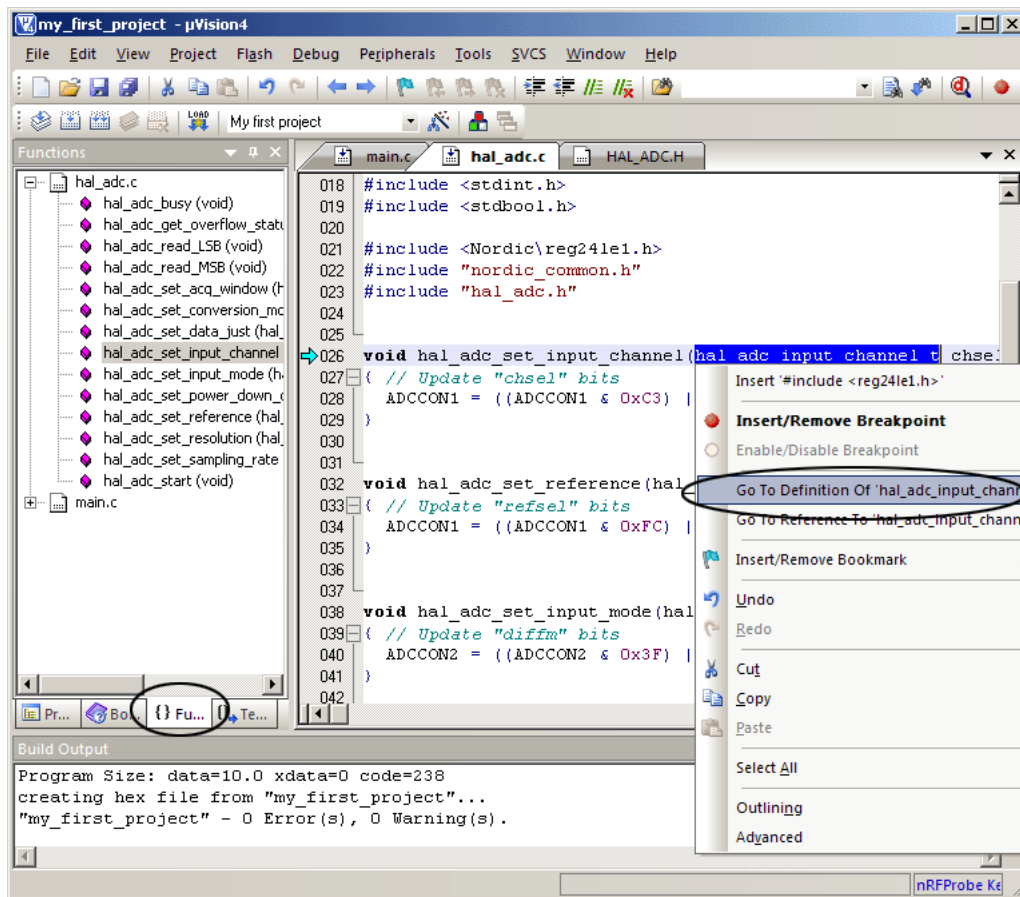 my_first_project - µVision4
File Edit View Project Flash Debug Peripherals Tools SVCS Window Help
LOAD My first project
Functions
hal_adc.c
hal_adc_busy (void)
hal_adc_get_overflow_statu
hal_adc_read_LSB (void)
hal_adc_read_MSB (void)
hal_adc_set_acq_window (h
hal_adc_set_conversion_mo
hal_adc_set_data_just (hal_
hal_adc_set_input_channel
hal_adc_set_input_mode (h
hal_adc_set_power_down_
hal_adc_set_reference (hal_
hal_adc_set_resolution (hal_
hal_adc_set_sampling_rate
hal_adc_start (void)
main.c
Pr... Bo... {} Fu... Te...
main.c hal_adc.c HAL_ADC.H
018 #include <stdint.h>
019 #include <stdbool.h>
020
021 #include <Nordic\reg24le1.h>
022 #include "nordic_common.h"
023 #include "hal_adc.h"
024
025
026 void hal_adc_set_input_channel(hal_adc_input_channel_t chsel
027 { // Update "chsel" bits
028 ADCCON1 = ((ADCCON1 & 0xC3) |
029 }
030
031
032 void hal_adc_set_reference(hal_
033 { // Update "refsel" bits
034 ADCCON1 = ((ADCCON1 & 0xFC) |
035 }
036
037
038 void hal_adc_set_input_mode(hal
039 { // Update "diffm" bits
040 ADCCON2 = ((ADCCON2 & 0x3F) |
041 }
042
Insert '#include <reg24le1.h>'
Insert/Remove Breakpoint
Enable/Disable Breakpoint
Go To Definition Of 'hal_adc_input_chann
Go To Reference To 'hal_adc_input_chann
Insert/Remove Bookmark
Undo
Redo
Cut
Copy
Paste
Select All
Outlining
Advanced
Build Output
Program Size: data=10.0 xdata=0 code=238
creating hex file from "my_first_project"...
"my_first_project" - 0 Error(s), 0 Warning(s).
nRFProbe Ke